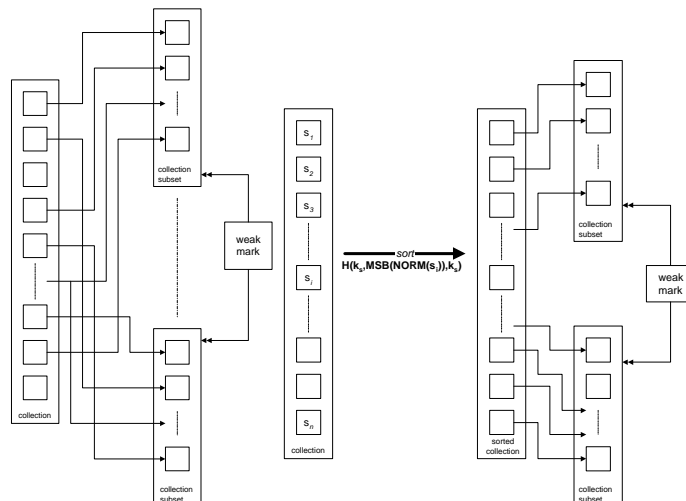 collection
collection
subset
weak
mark
collection
subset
s1
s2
s3
si
sn
collection
sort
H(ks,MSB(NORM(si)),ks)
sorted
collection
collection
subset
weak
mark
collection
subset